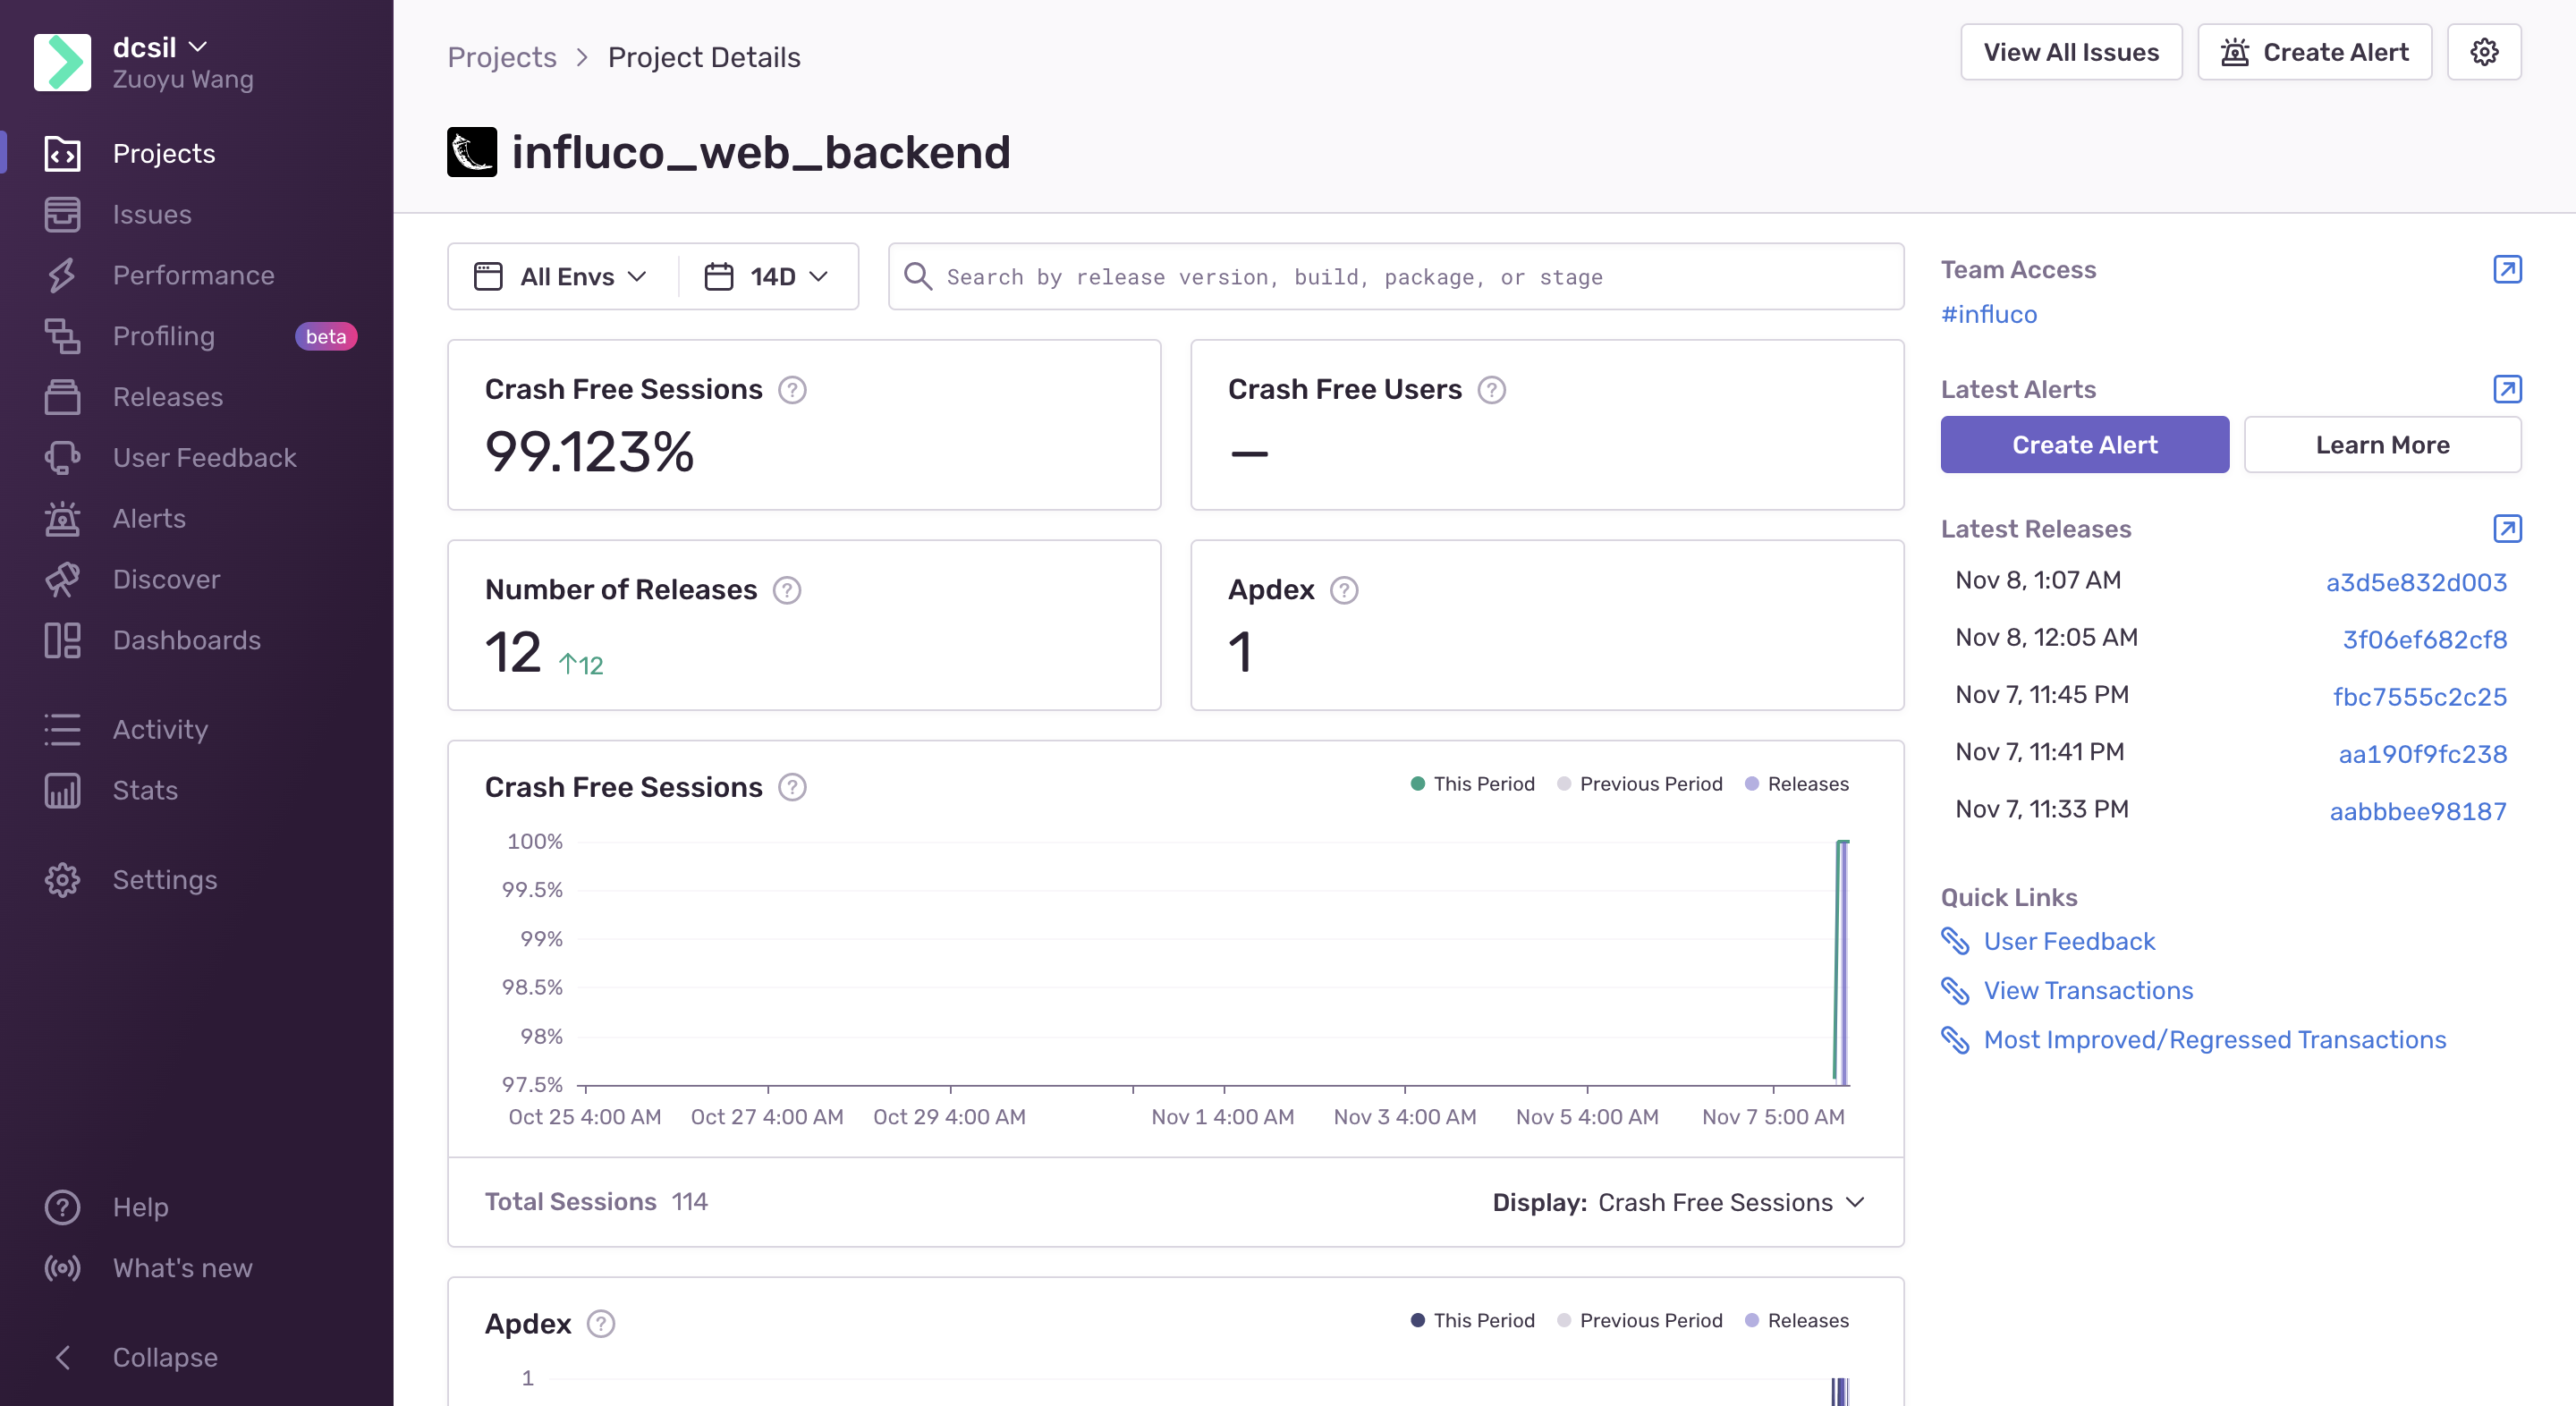 dcsil
Zuoyu Wang
Projects
Issues
Performance
Profiling beta
Releases
User Feedback
Alerts
Discover
Dashboards
Activity
Stats
Settings
Help
What's new
Collapse
Projects > Project Details
View All Issues
Create Alert
influco_web_backend
All Envs
14D
Search by release version, build, package, or stage
Crash Free Sessions ?
99.123%
Crash Free Users ?
—
Number of Releases ?
12 ↑12
Apdex ?
1
Crash Free Sessions ?
This Period Previous Period Releases
100%
99.5%
99%
98.5%
98%
97.5%
Oct 25 4:00 AM Oct 27 4:00 AM Oct 29 4:00 AM Nov 1 4:00 AM Nov 3 4:00 AM Nov 5 4:00 AM Nov 7 5:00 AM
Total Sessions 114
Display: Crash Free Sessions
Apdex ?
This Period Previous Period Releases
1
Team Access
#influco
Latest Alerts
Create Alert
Learn More
Latest Releases
Nov 8, 1:07 AM a3d5e832d003
Nov 8, 12:05 AM 3f06ef682cf8
Nov 7, 11:45 PM fbc7555c2c25
Nov 7, 11:41 PM aa190f9fc238
Nov 7, 11:33 PM aabbbee98187
Quick Links
User Feedback
View Transactions
Most Improved/Regressed Transactions